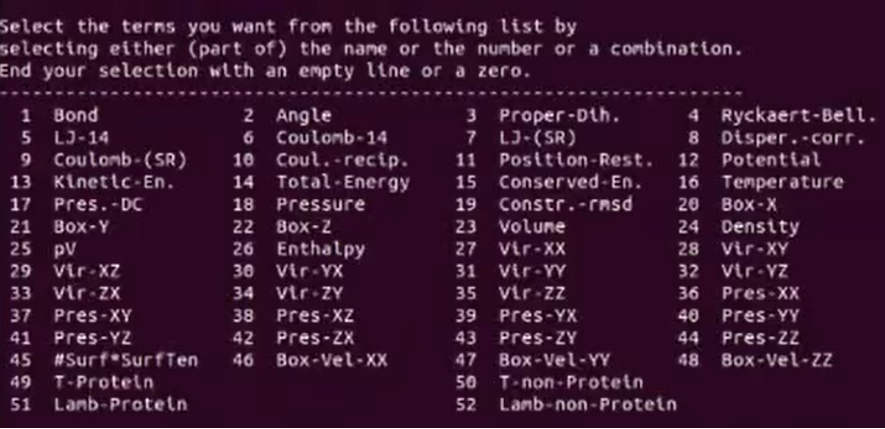 Select the terms you want from the following list by
selecting either (part of) the name or the number or a combination.
End your selection with an empty line or a zero.
-------------------------------------------------------------------
1 Bond 2 Angle 3 Proper-Dih. 4 Ryckaert-Bell.
5 LJ-14 6 Coulomb-14 7 LJ-(SR) 8 Disper.-corr.
9 Coulomb-(SR) 10 Coul.-recip. 11 Position-Rest. 12 Potential
13 Kinetic-En. 14 Total-Energy 15 Conserved-En. 16 Temperature
17 Pres.-DC 18 Pressure 19 Constr.-rmsd 20 Box-X
21 Box-Y 22 Box-Z 23 Volume 24 Density
25 pV 26 Enthalpy 27 Vir-XX 28 Vir-XY
29 Vir-XZ 30 Vir-YX 31 Vir-YY 32 Vir-YZ
33 Vir-ZX 34 Vir-ZY 35 Vir-ZZ 36 Pres-XX
37 Pres-XY 38 Pres-XZ 39 Pres-YX 40 Pres-YY
41 Pres-YZ 42 Pres-ZX 43 Pres-ZY 44 Pres-ZZ
45 #Surf*SurfTen 46 Box-Vel-XX 47 Box-Vel-YY 48 Box-Vel-ZZ
49 T-Protein 50 T-non-Protein
51 Lamb-Protein 52 Lamb-non-Protein